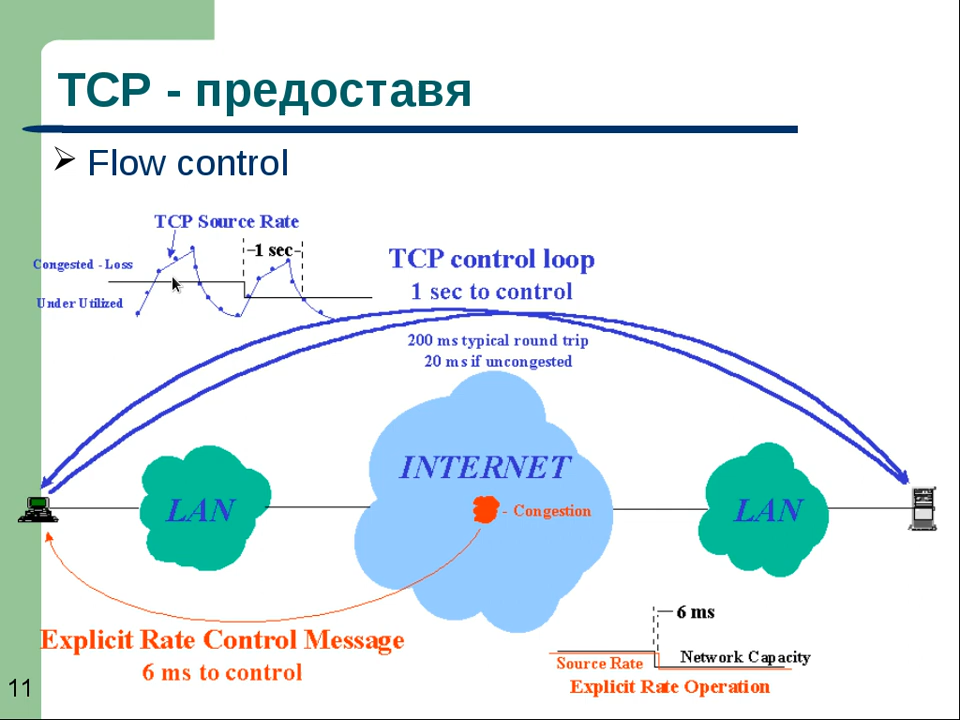 TCP - предоставя
Flow control
TCP Source Rate
1 sec
Congested - Loss
Under Utilized
TCP control loop
1 sec to control
200 ms typical round trip
20 ms if uncongested
INTERNET
LAN
- Congestion
LAN
Explicit Rate Control Message
6 ms to control
6 ms
Source Rate
Network Capacity
Explicit Rate Operation
11